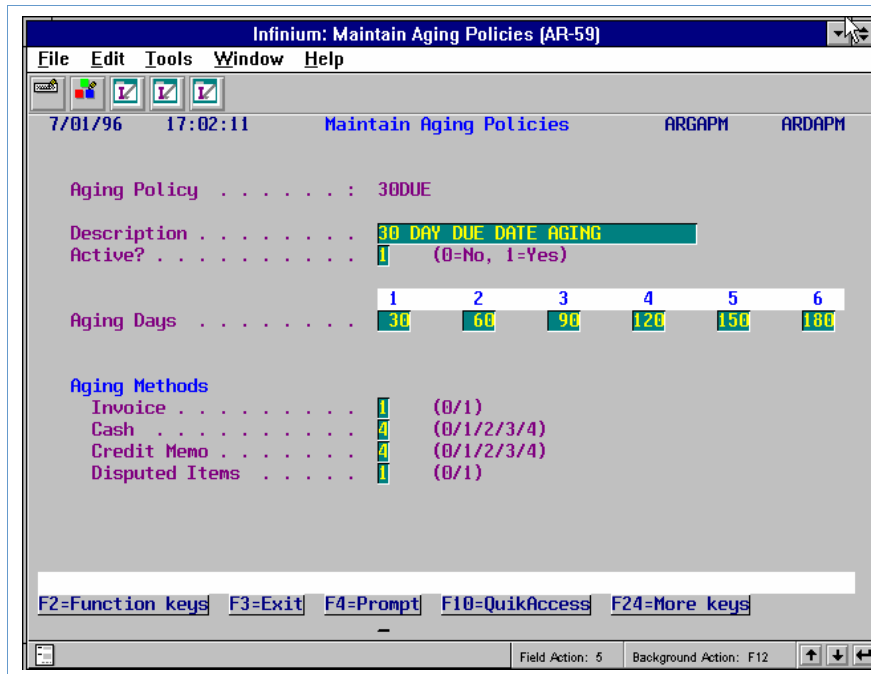 Infinium: Maintain Aging Policies (AR-59)
File Edit Tools Window Help
7/01/96 17:02:11 Maintain Aging Policies ARGAPM ARDAPM
Aging Policy . . . . . . : 30DUE
Description . . . . . . . . 30 DAY DUE DATE AGING
Active? . . . . . . . . . . 1 (0=No, 1=Yes)
1 2 3 4 5 6
Aging Days . . . . . . . . 30 60 90 120 150 180
Aging Methods
Invoice . . . . . . . . . 1 (0/1)
Cash . . . . . . . . . . 4 (0/1/2/3/4)
Credit Memo . . . . . . . 4 (0/1/2/3/4)
Disputed Items . . . . . 1 (0/1)
F2=Function keys F3=Exit F4=Prompt F10=QuikAccess F24=More keys
Field Action: 5 Background Action: F12